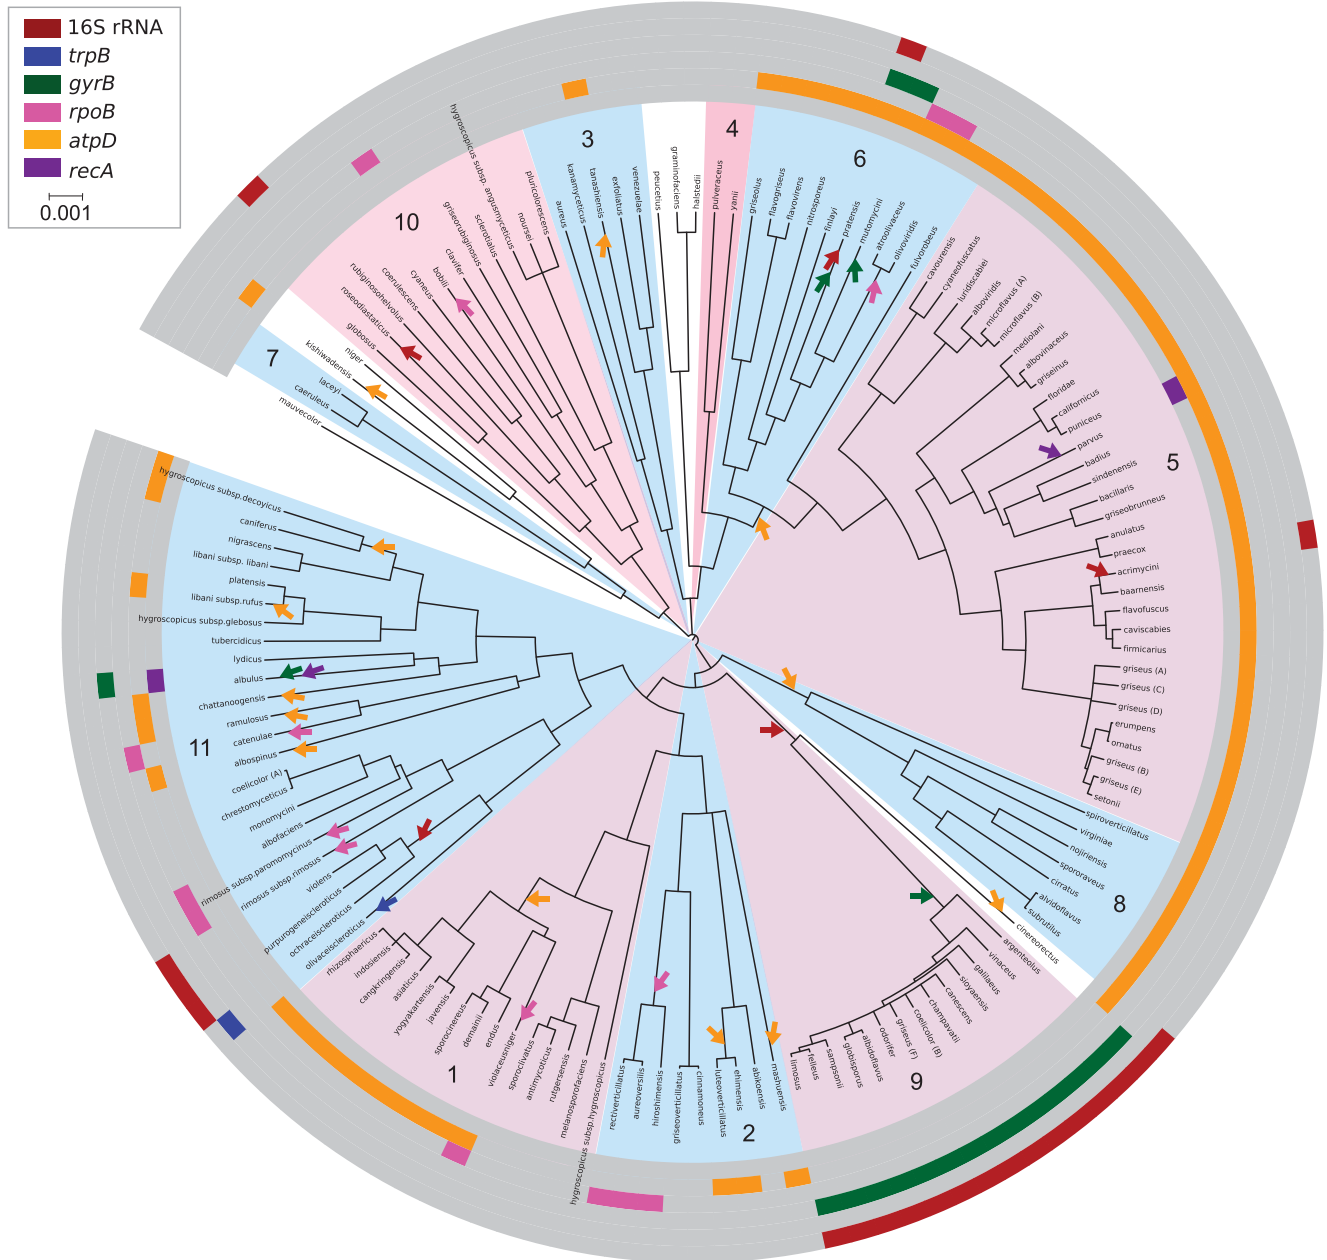 16S rRNA
trpB
gyrB
rpoB
atpD
recA
0.001
3
4
6
10
7
5
11
8
1
2
9
mauvecolor
caeruleus
laceyi
kishiwadensis
niger
globosus
roseodiastaticus
rubiginosohelvolus
coerulescens
cyaneus
bobili
clavifer
griseorubiginosus
sclerotialus
hygroscopicus subsp. angusmyceticus
noursei
pluricolorescens
aureus
kanamyceticus
tanashiensis
exfoliatus
venezuelae
peucetius
graminofaciens
halstedii
pulveraceus
yanii
griseolus
flavogriseus
flavovirens
nitrosporeus
finlayi
pratensis
mutomycini
atroolivaceus
olivoviridis
fulvorobeus
cavourensis
cyaneofuscatus
luridiscabiei
alboviridis
microflavus (A)
microflavus (B)
mediolani
albovinaceus
griseinus
floridae
californicus
puniceus
parvus
badius
sindenensis
bacillaris
griseobrunneus
anulatus
praecox
acrimycini
baarnensis
flavofuscus
caviscabies
firmicarius
griseus (A)
griseus (C)
griseus (D)
erumpens
ornatus
griseus (B)
griseus (E)
setonii
spiroverticillatus
virginiae
nojiriensis
sporoaveus
cirratus
alvidoflavus
subrutilus
cinereorectus
argenteolus
vinaceus
galilaeus
sioyaensis
canescens
champavatii
coelicolor (B)
griseus (F)
odorifer
albidoflavus
globisporus
sampsonii
felleus
limosus
mashuensis
abikoensis
ehimensis
luteoverticillatus
cinnamoneus
griseoverticillatus
hiroshimensis
aureoversilis
rectiverticillatus
hygroscopicus subsp.hygroscopicus
melanosporofaciens
rutgersensis
antimycoticus
sporoclivatus
violaceusniger
endus
demainii
sporocinereus
javensis
yogyakartensis
asiaticus
cangkringensis
indosiensis
rhizosphaericus
olivaceiscleroticus
ochraceiscleroticus
purpurogeneiscleroticus
violens
rimosus subsp.rimosus
rimosus subsp.paromomycinus
albofaciens
monomycini
chrestomyceticus
coelicolor (A)
albospinus
catenulae
ramulosus
chattanoogensis
albulus
lydicus
tubercidicus
hygroscopicus subsp.glebosus
libani subsp.rufus
platensis
libani subsp. libani
nigrascens
caniferus
hygroscopicus subsp.decoyicus